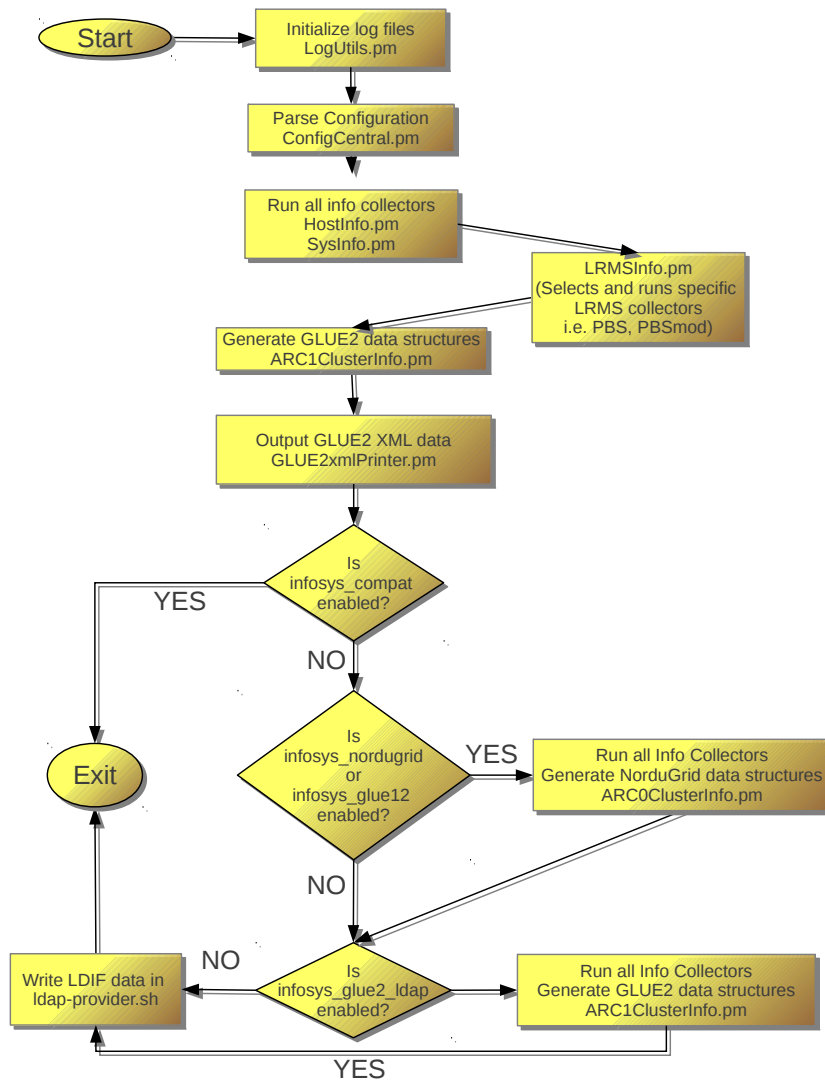 Start
Initialize log files
LogUtils.pm
Parse Configuration
ConfigCentral.pm
Run all info collectors
HostInfo.pm
SysInfo.pm
LRMSInfo.pm
(Selects and runs specific
LRMS collectors
i.e. PBS, PBSmod)
Generate GLUE2 data structures
ARC1ClusterInfo.pm
Output GLUE2 XML data
GLUE2xmlPrinter.pm
Is
infosys_compat
enabled?
YES
NO
Is
infosys_nordugrid
or
infosys_glue12
enabled?
YES
Run all Info Collectors
Generate NorduGrid data structures
ARC0ClusterInfo.pm
Exit
NO
Is
infosys_glue2_ldap
enabled?
NO
Write LDIF data in
ldap-provider.sh
Run all Info Collectors
Generate GLUE2 data structures
ARC1ClusterInfo.pm
YES